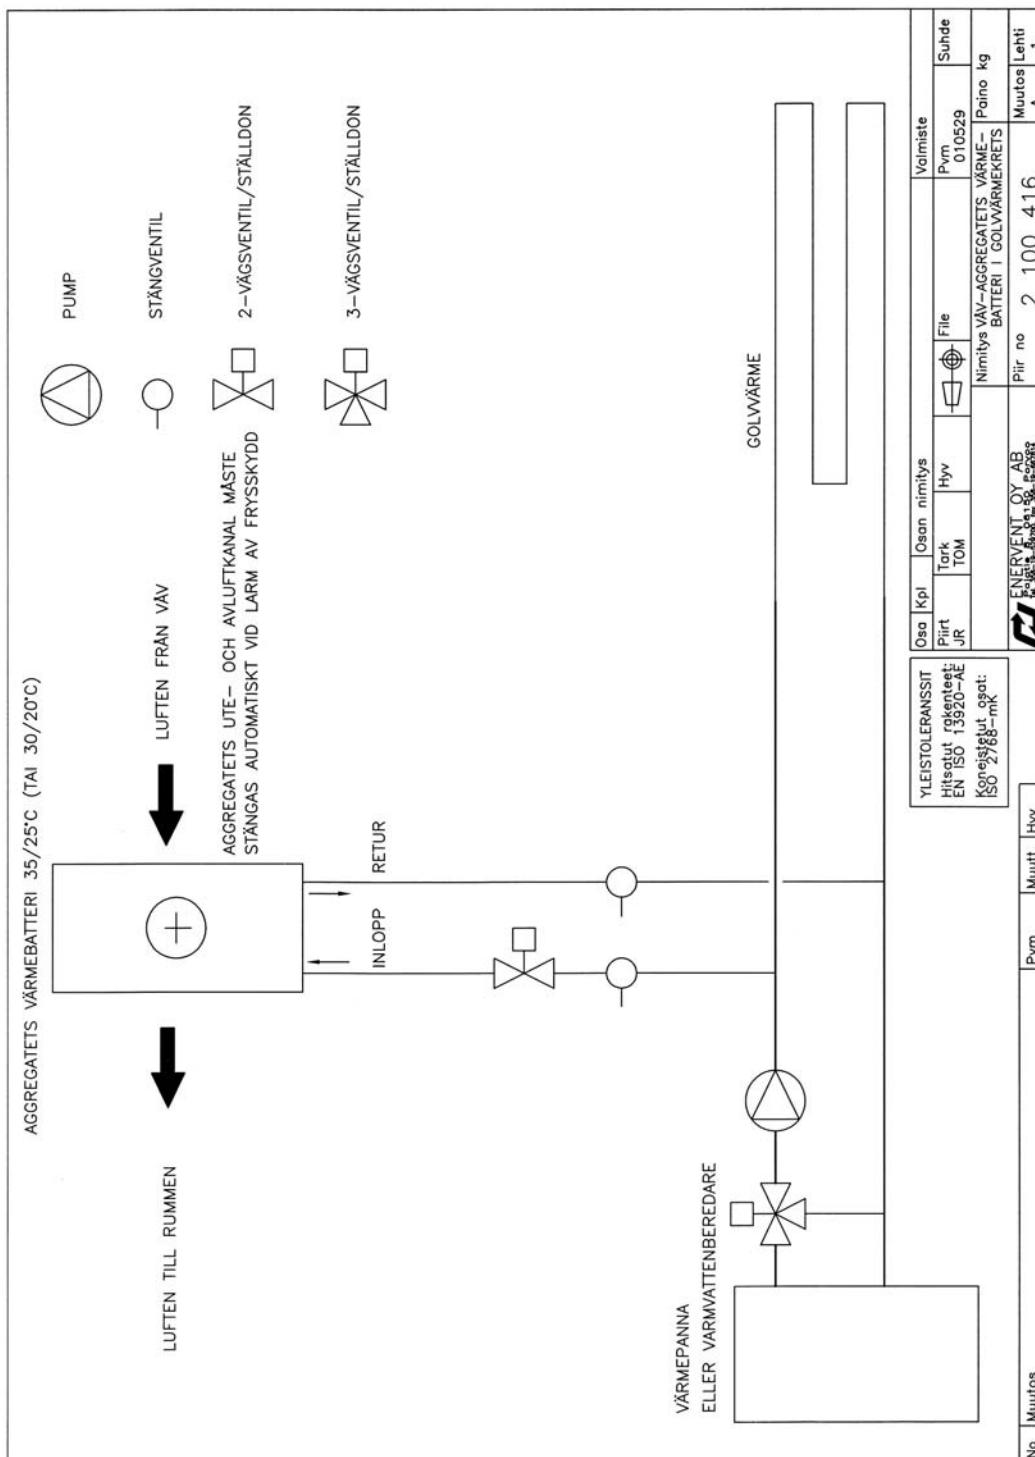 AGGREGATETS VÄRMEBATTERI 35/25°C (TAI 30/20°C)
LUFTEN TILL RUMMEN
LUFTEN FRÅN VÅV
PUMP
STÄNGVENTIL
2-VÄGSVENTIL/STÄLLDON
3-VÄGSVENTIL/STÄLLDON
AGGREGATETS UTE- OCH AVLUFTKANAL MÅSTE
STÄNGAS AUTOMATISKT VID LARM AV FRYSSKYDD
INLOPP
RETUR
VÄRMEPANNA
ELLER VARMVATTENBEREDARE
GOLVVÄRME
YLEISTOLERANSSIT
Hitsatut rakenteet:
EN ISO 13920-AE
Koneistetut osat:
ISO 2768-mK
Osa Kpl Osan nimitys Valmiste
Piirt Tark Hyv File Pvm Suhde
JR TOM 010529
Nimitys VÅV-AGGREGATETS VÄRME-
BATTERI I GOLVVÄRMEKRETS
Paino kg
ENERVENT OY AB
Piir no 2 100 416
Muutos Lehti
A 1
No Muutos Pvm Muutt Hyv